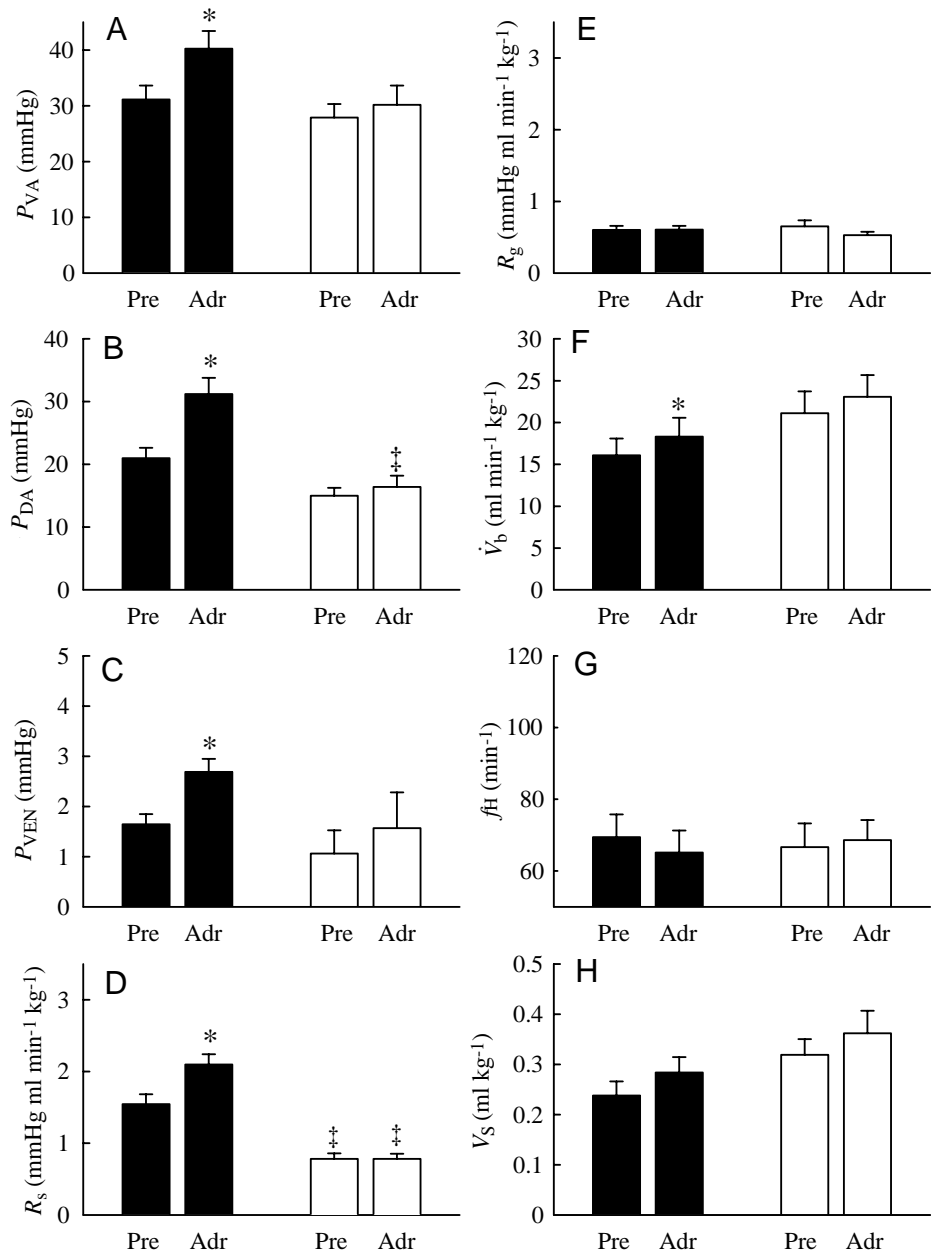 A
40
30
20
10
0
P_VA (mmHg)
*
Pre Adr Pre Adr
B
40
30
20
10
0
P_DA (mmHg)
*
‡
Pre Adr Pre Adr
C
5
4
3
2
1
0
P_VEN (mmHg)
*
Pre Adr Pre Adr
D
3
2
1
0
R_s (mmHg ml min⁻¹ kg⁻¹)
*
‡ ‡
Pre Adr Pre Adr
E
3
2
1
0
R_g (mmHg ml min⁻¹ kg⁻¹)
Pre Adr Pre Adr
F
30
25
20
15
10
5
0
V̇_b (ml min⁻¹ kg⁻¹)
*
Pre Adr Pre Adr
G
120
100
80
60
fH (min⁻¹)
Pre Adr Pre Adr
H
0.5
0.4
0.3
0.2
0.1
0
V_S (ml kg⁻¹)
Pre Adr Pre Adr